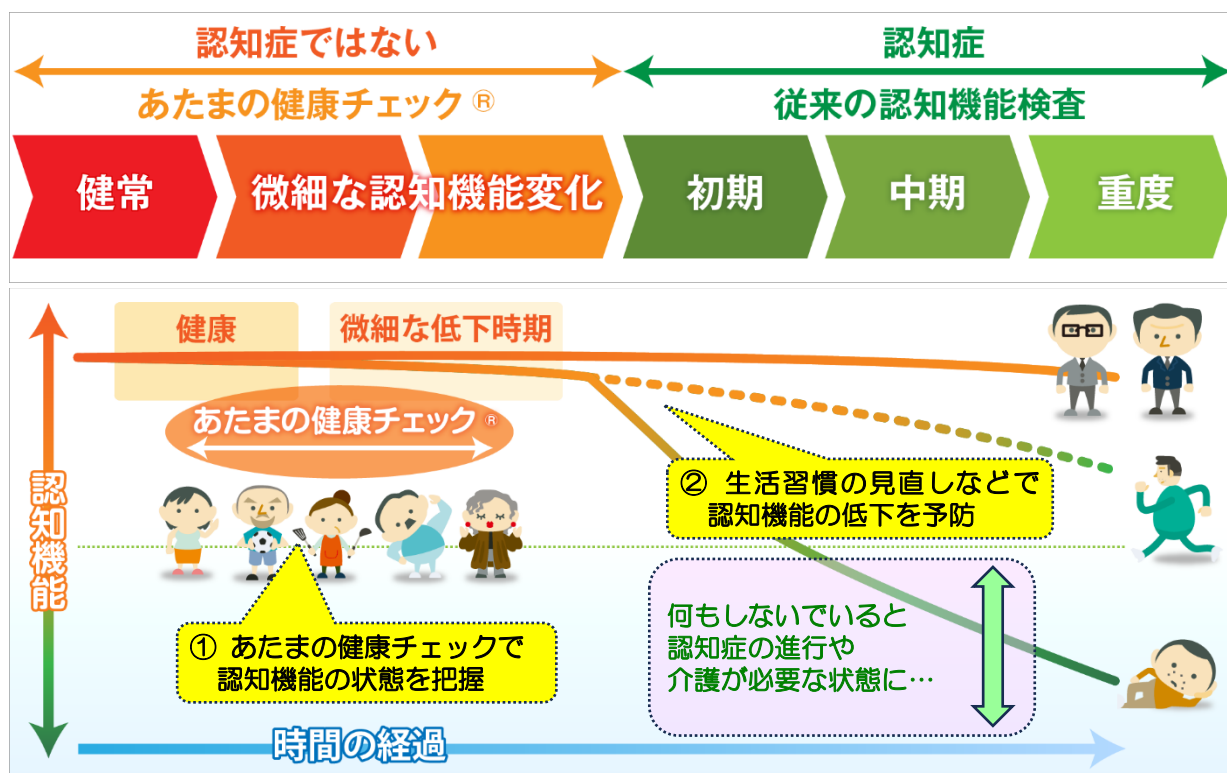 認知症ではない
認知症
あたまの健康チェック®
従来の認知機能検査
健常
微細な認知機能変化
初期
中期
重度
健康
微細な低下時期
あたまの健康チェック®
② 生活習慣の見直しなどで
認知機能の低下を予防
認知機能
① あたまの健康チェックで
認知機能の状態を把握
何もしないでいると
認知症の進行や
介護が必要な状態に…
時間の経過